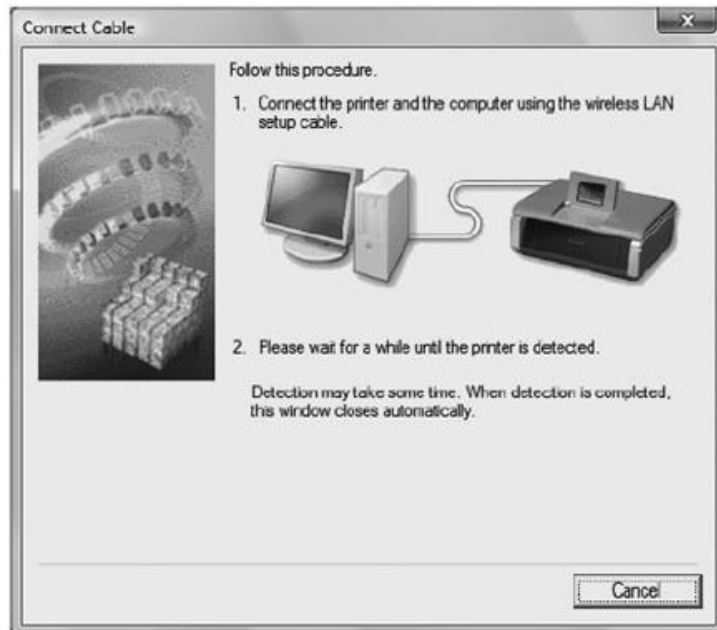 Connect Cable
Follow this procedure.
1. Connect the printer and the computer using the wireless LAN
setup cable.
2. Please wait for a while until the printer is detected.
Detection may take some time. When detection is completed,
this window closes automatically.
Cancel